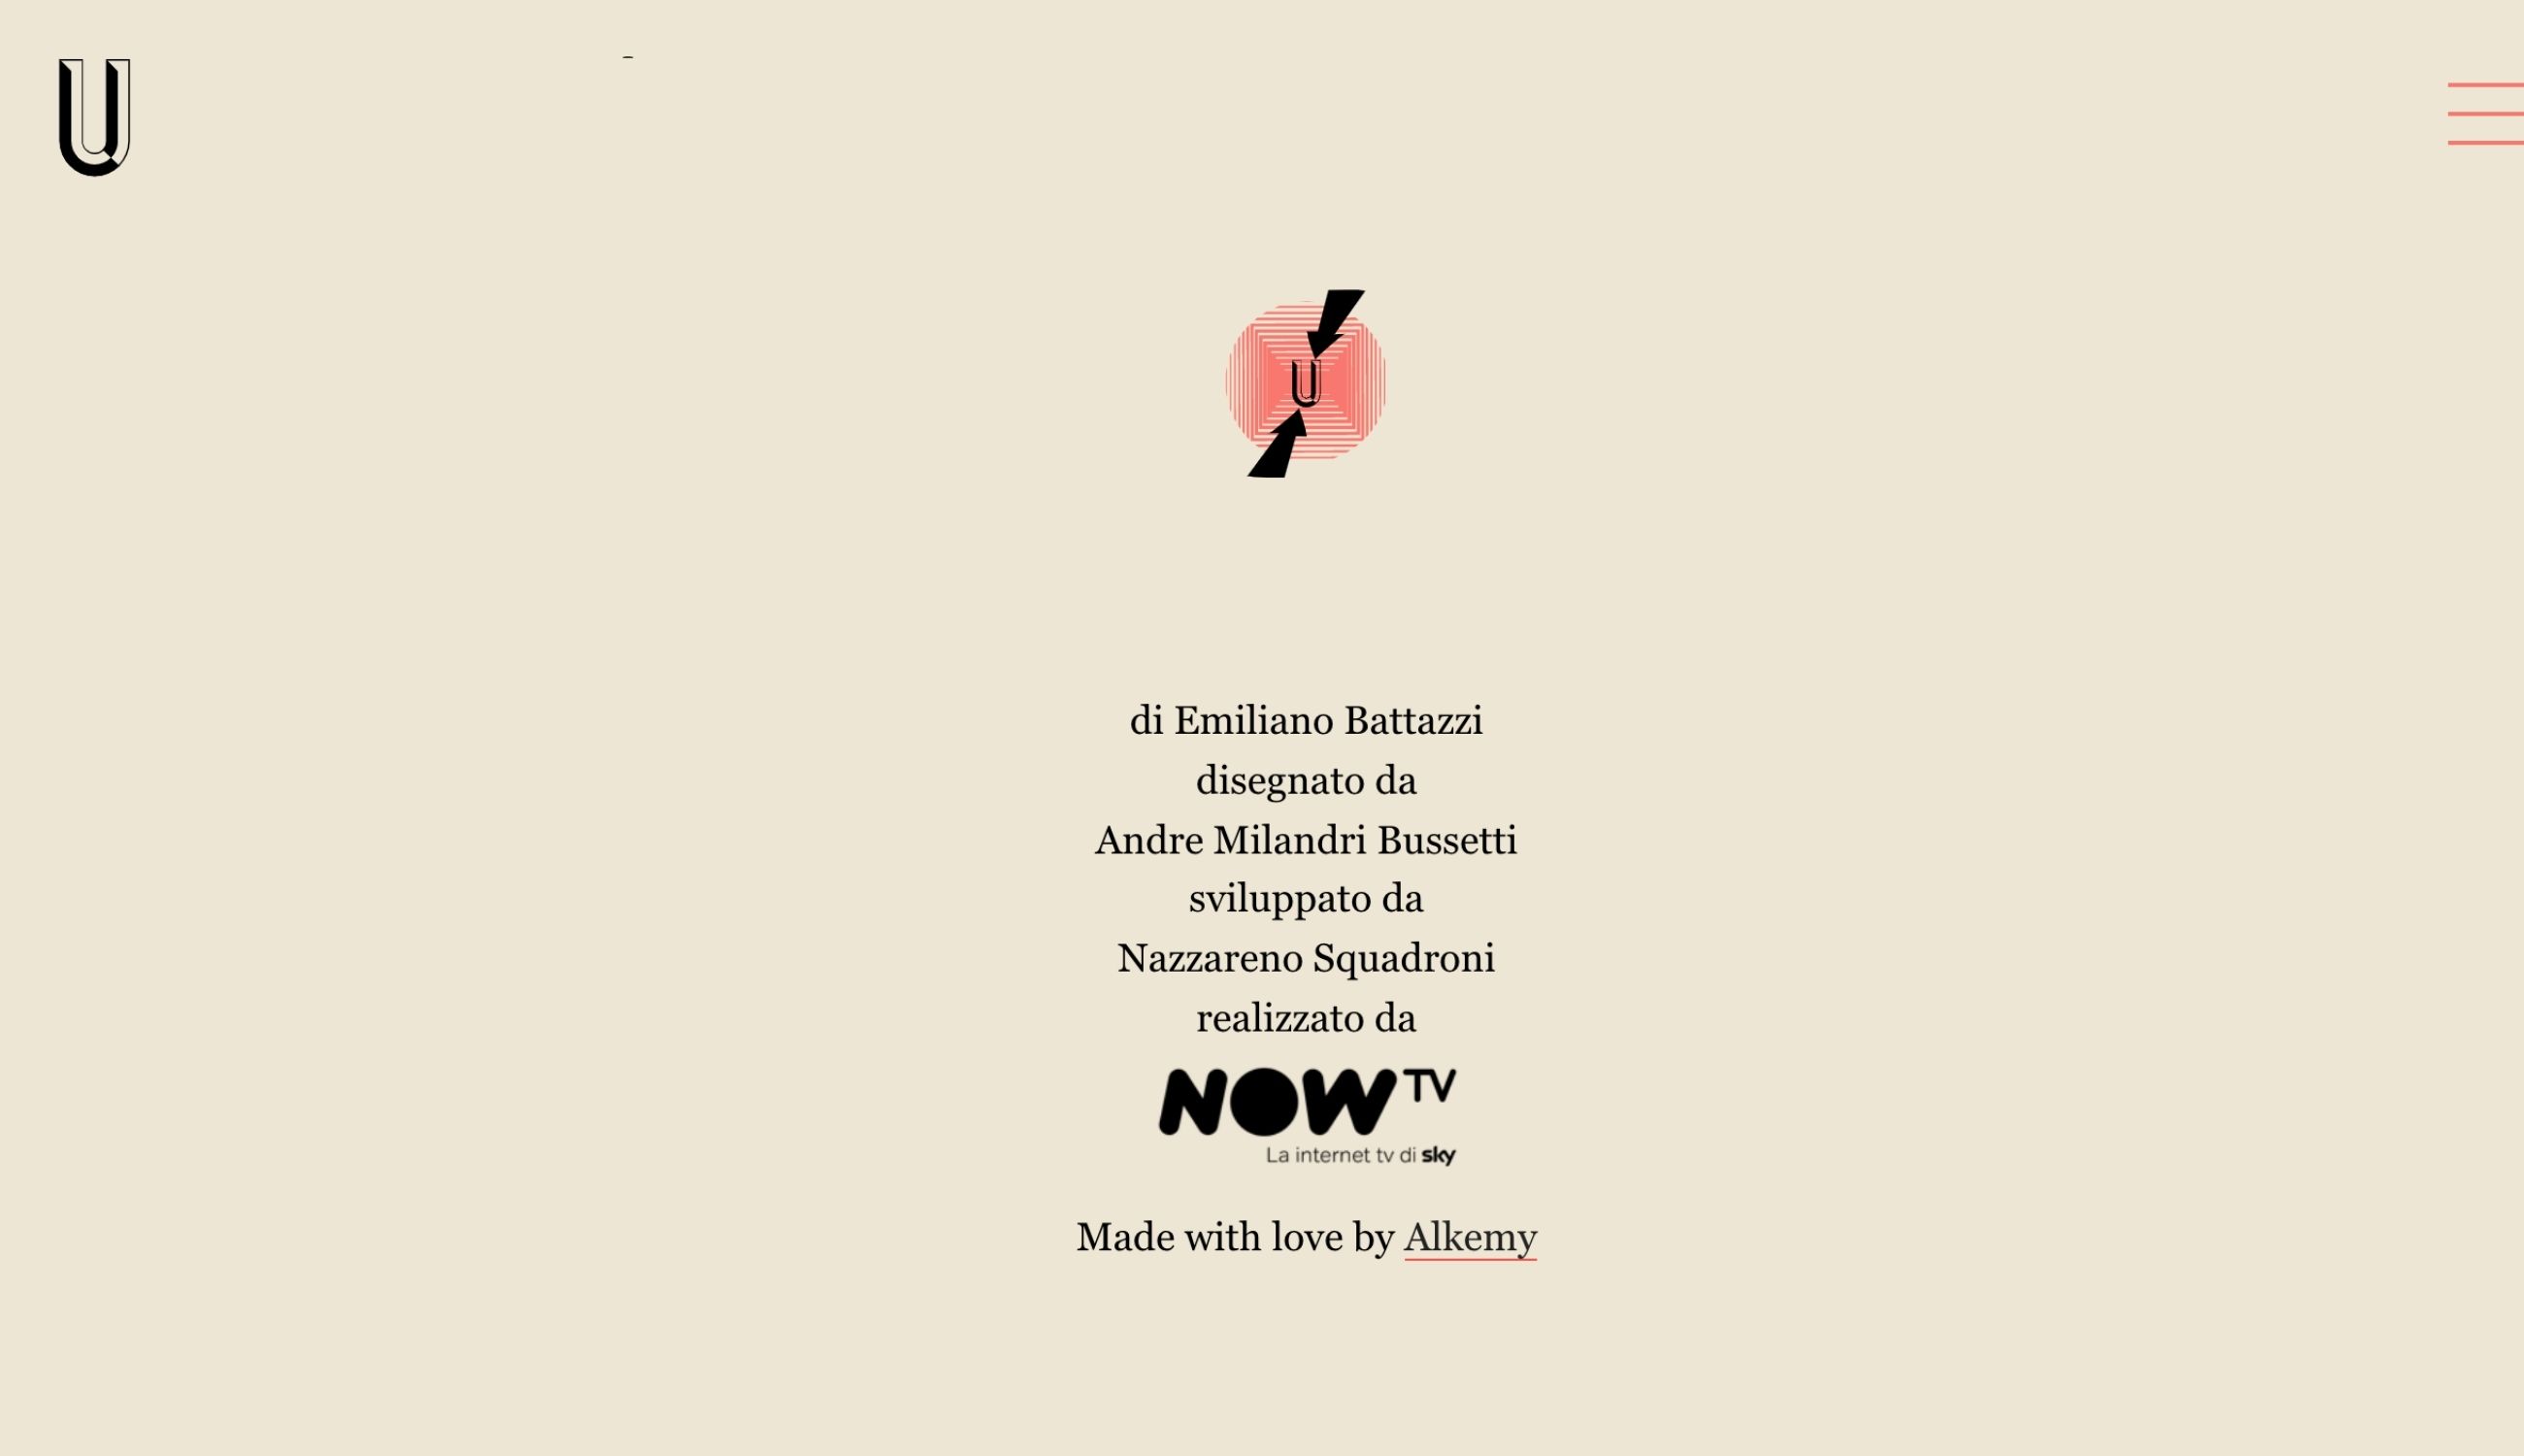 U
U
di Emiliano Battazzi
disegnato da
Andre Milandri Bussetti
sviluppato da
Nazzareno Squadroni
realizzato da
NOW TV
La internet tv di sky
Made with love by Alkemy